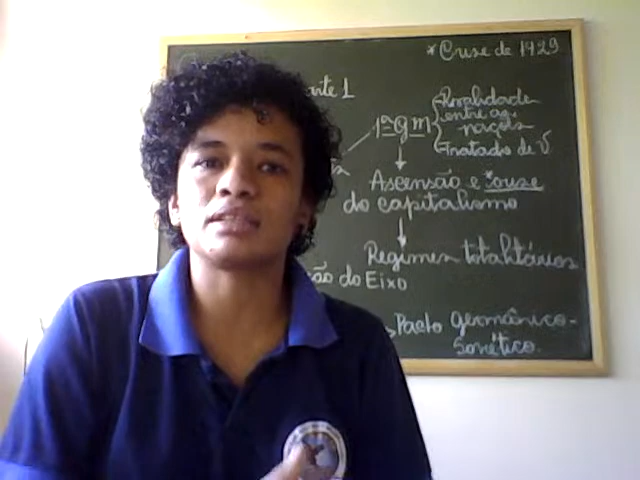 *Crise de 1929
arte 1
Rivalidade
entre as
nações
1ª G M
Tratado de V
Ascensão e *crise
do capitalismo
Regimes totalitários
ão do Eixo
Pacto germânico-
Soviético.